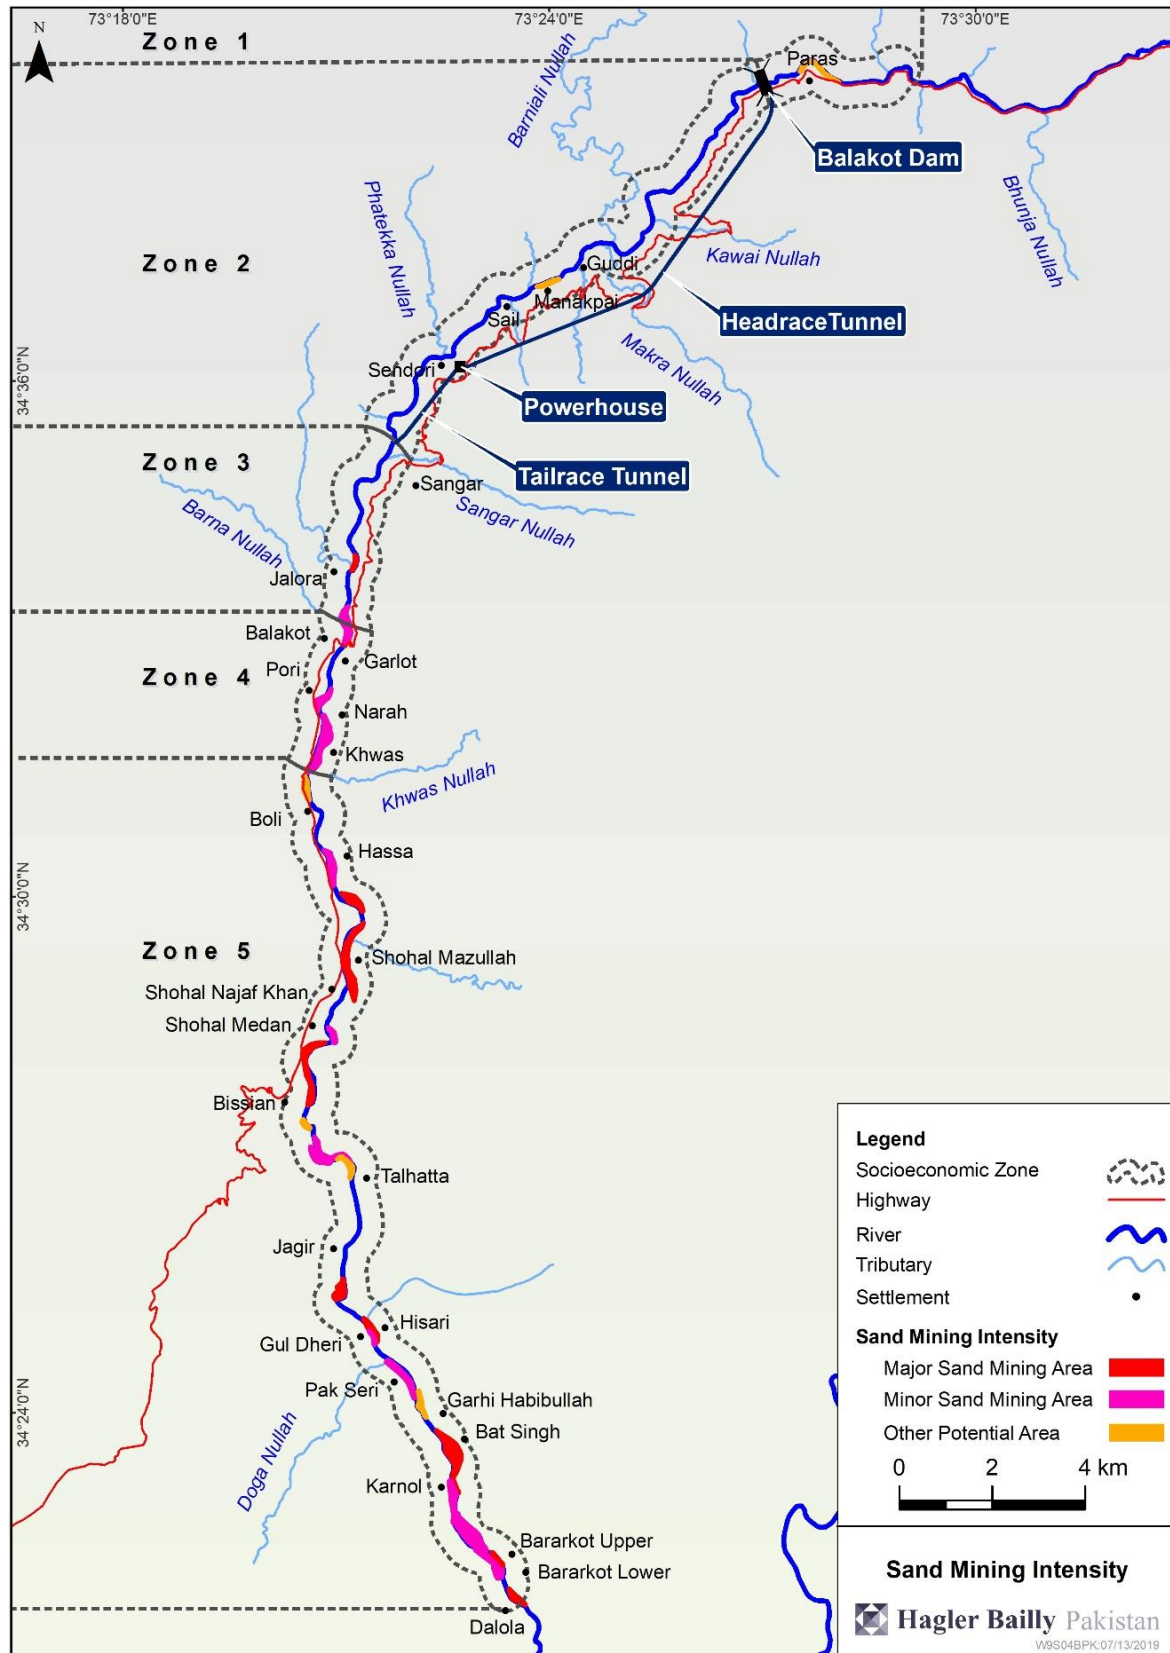 73°18'0"E
73°24'0"E
73°30'0"E
N
Zone 1
Paras
Barniali Nullah
Balakot Dam
Bhunja Nullah
Phatekka Nullah
Zone 2
Kawai Nullah
Guddi
Manakpai
Sail
HeadraceTunnel
Makra Nullah
34°36'0"N
Sendori
Powerhouse
Zone 3
Tailrace Tunnel
Sangar
Sangar Nullah
Barna Nullah
Jalora
Balakot
Garlot
Pori
Zone 4
Narah
Khwas
Khwas Nullah
Boli
Hassa
34°30'0"N
Zone 5
Shohal Mazullah
Shohal Najaf Khan
Shohal Medan
Bissian
Talhatta
Jagir
Hisari
Gul Dheri
Pak Seri
Garhi Habibullah
34°24'0"N
Bat Singh
Doga Nullah
Karnol
Bararkot Upper
Bararkot Lower
Dalola
Legend
Socioeconomic Zone
Highway
River
Tributary
Settlement
Sand Mining Intensity
Major Sand Mining Area
Minor Sand Mining Area
Other Potential Area
0 2 4 km
Sand Mining Intensity
Hagler Bailly Pakistan
W9S04BPK:07/13/2019